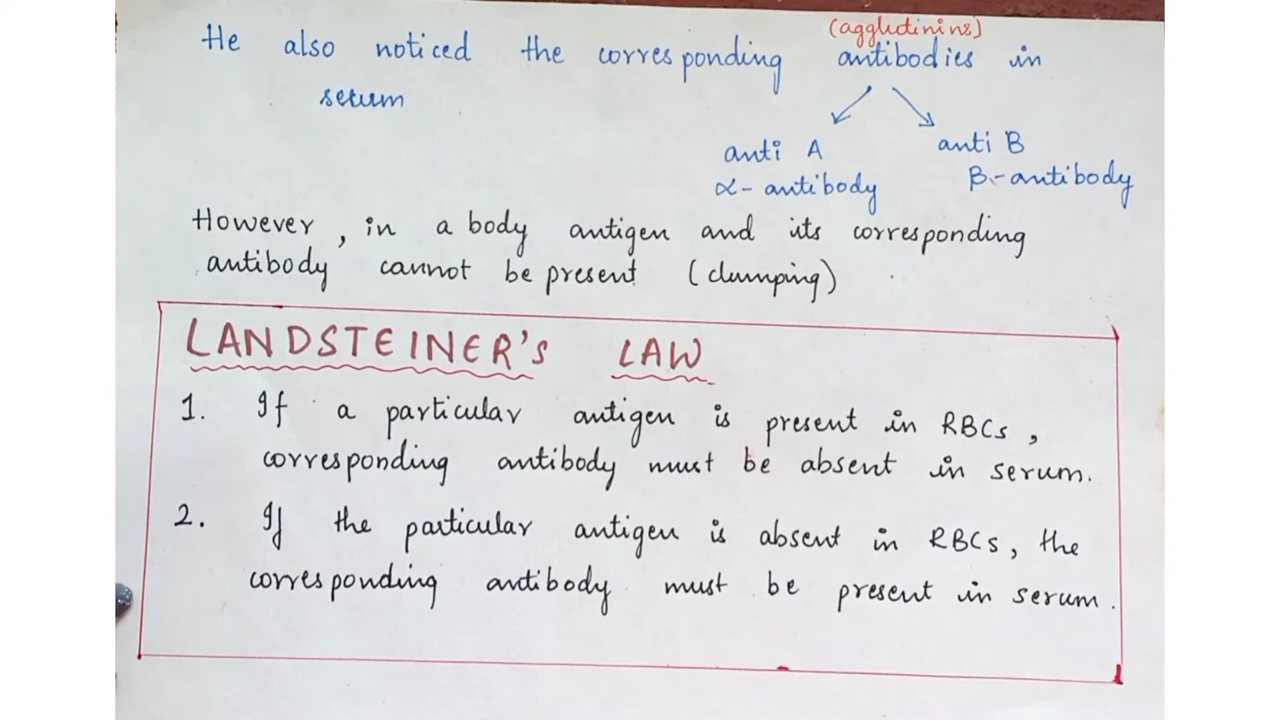 (agglutinins)
He also noticed the corresponding antibodies in
serum
anti A
α- antibody
anti B
β-antibody
However, in a body antigen and its corresponding
antibody cannot be present (clumping)
LANDSTEINER'S LAW
1. If a particular antigen is present in RBCs,
corresponding antibody must be absent in serum.
2. If the particular antigen is absent in RBCs, the
corresponding antibody must be present in serum.